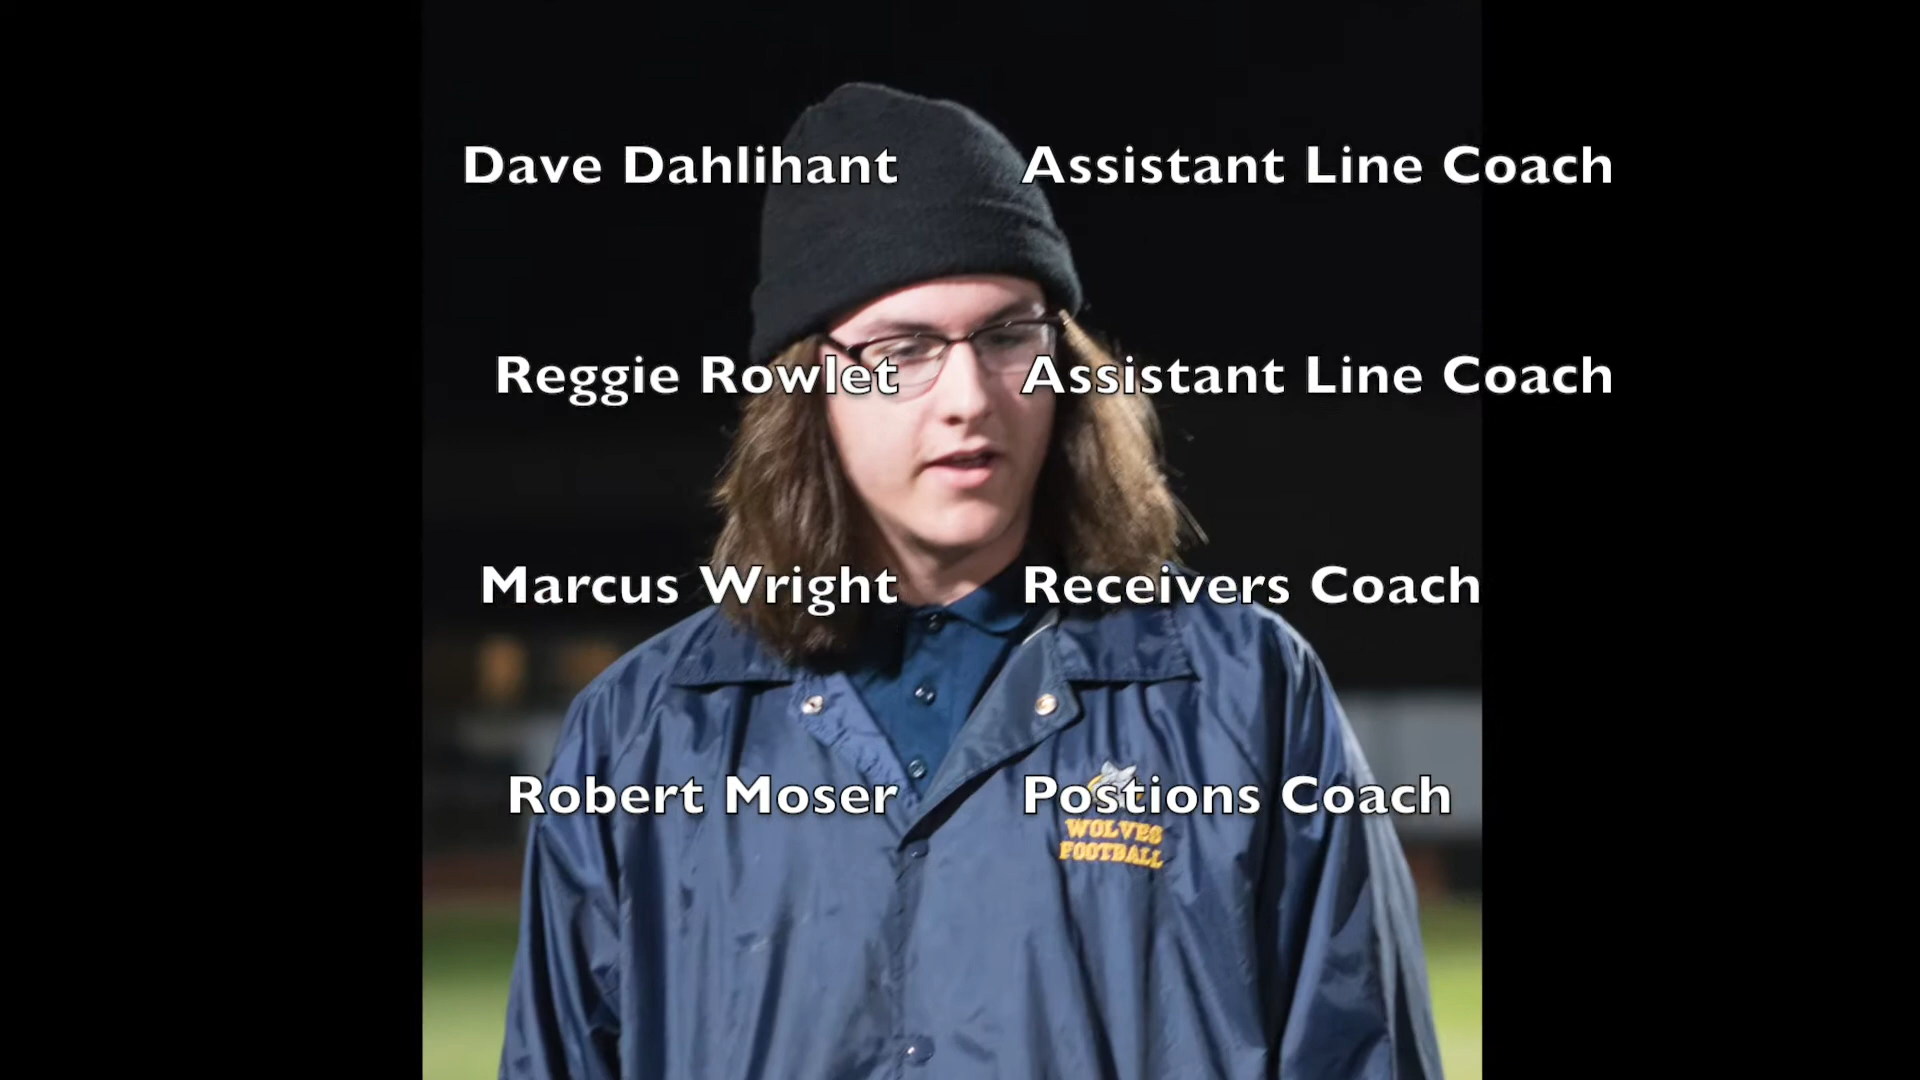 Dave Dahlihant Assistant Line Coach
Reggie Rowlet Assistant Line Coach
Marcus Wright Receivers Coach
Robert Moser Postions Coach
WOLVES
FOOTBALL